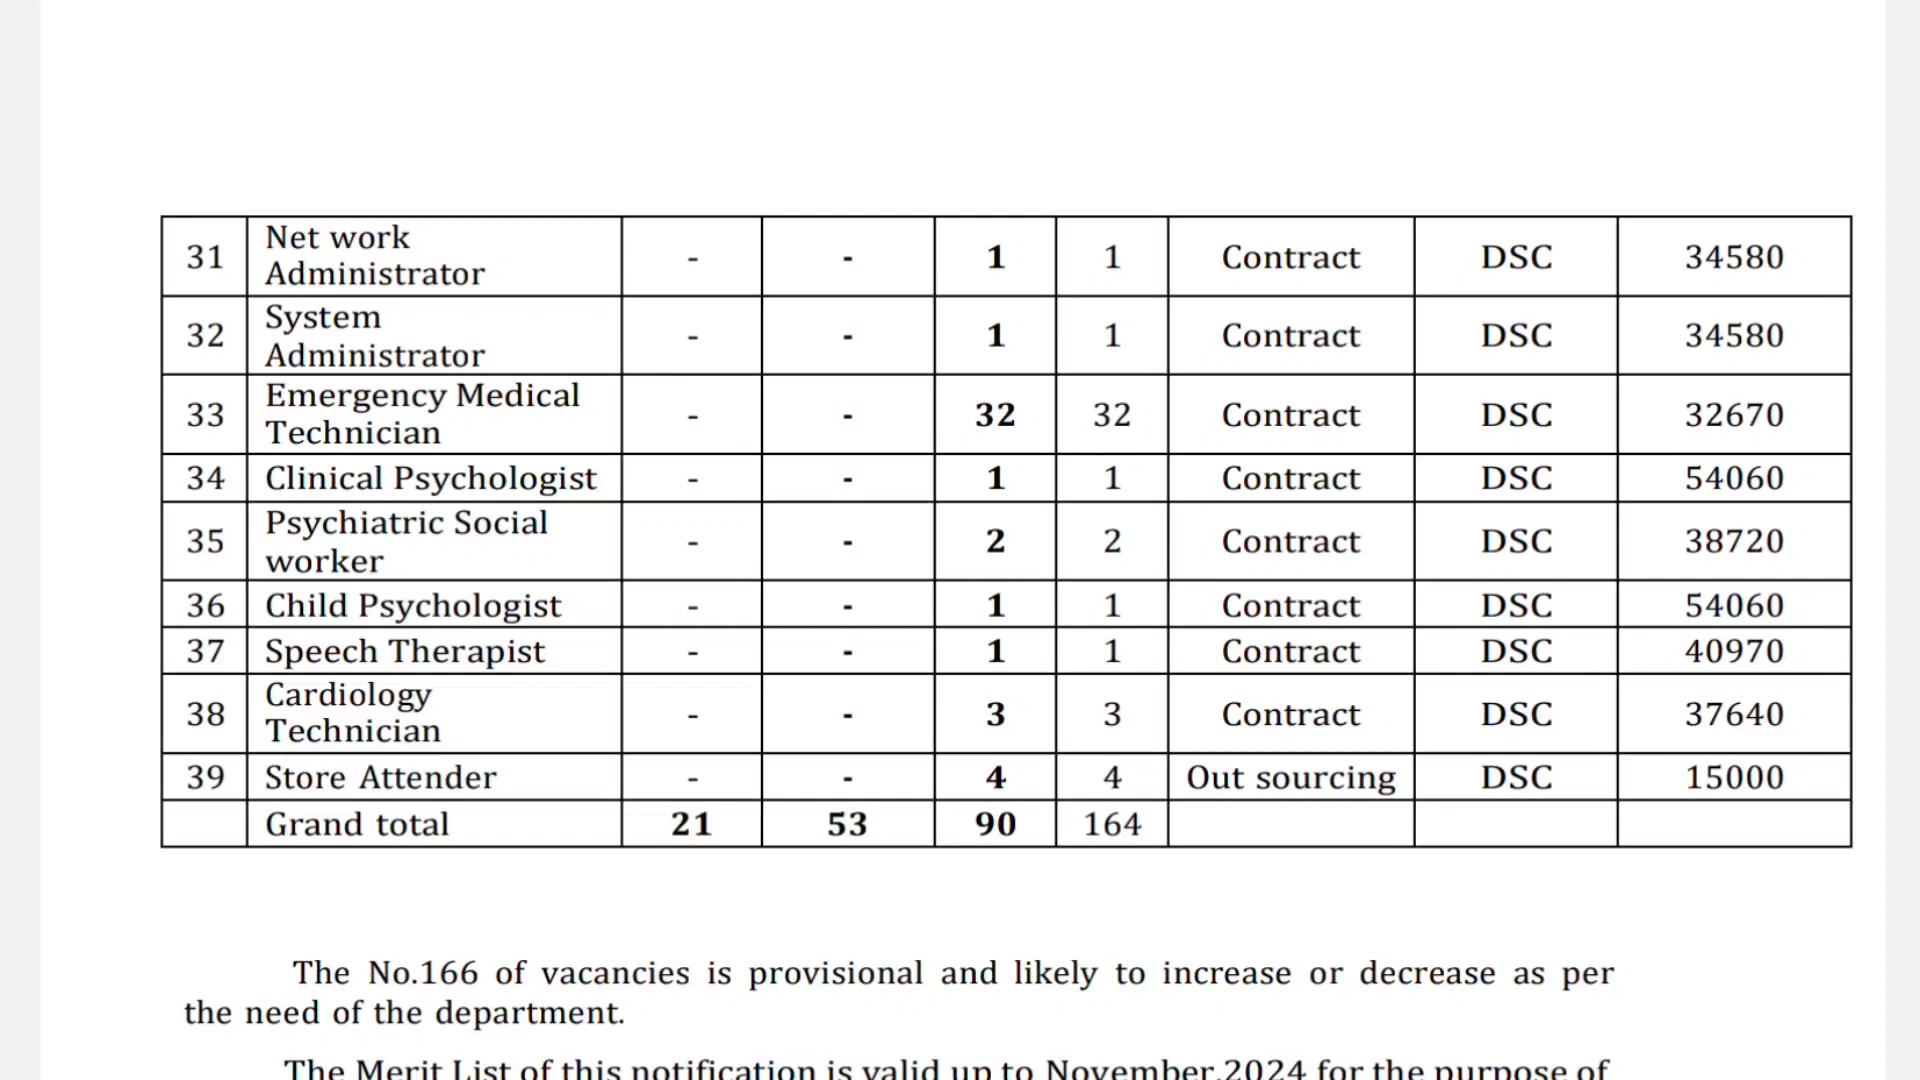 31 Net work Administrator - - 1 1 Contract DSC 34580
32 System Administrator - - 1 1 Contract DSC 34580
33 Emergency Medical Technician - - 32 32 Contract DSC 32670
34 Clinical Psychologist - - 1 1 Contract DSC 54060
35 Psychiatric Social worker - - 2 2 Contract DSC 38720
36 Child Psychologist - - 1 1 Contract DSC 54060
37 Speech Therapist - - 1 1 Contract DSC 40970
38 Cardiology Technician - - 3 3 Contract DSC 37640
39 Store Attender - - 4 4 Out sourcing DSC 15000
Grand total 21 53 90 164
The No.166 of vacancies is provisional and likely to increase or decrease as per
the need of the department.
The Merit List of this notification is valid up to November,2024 for the purpose of